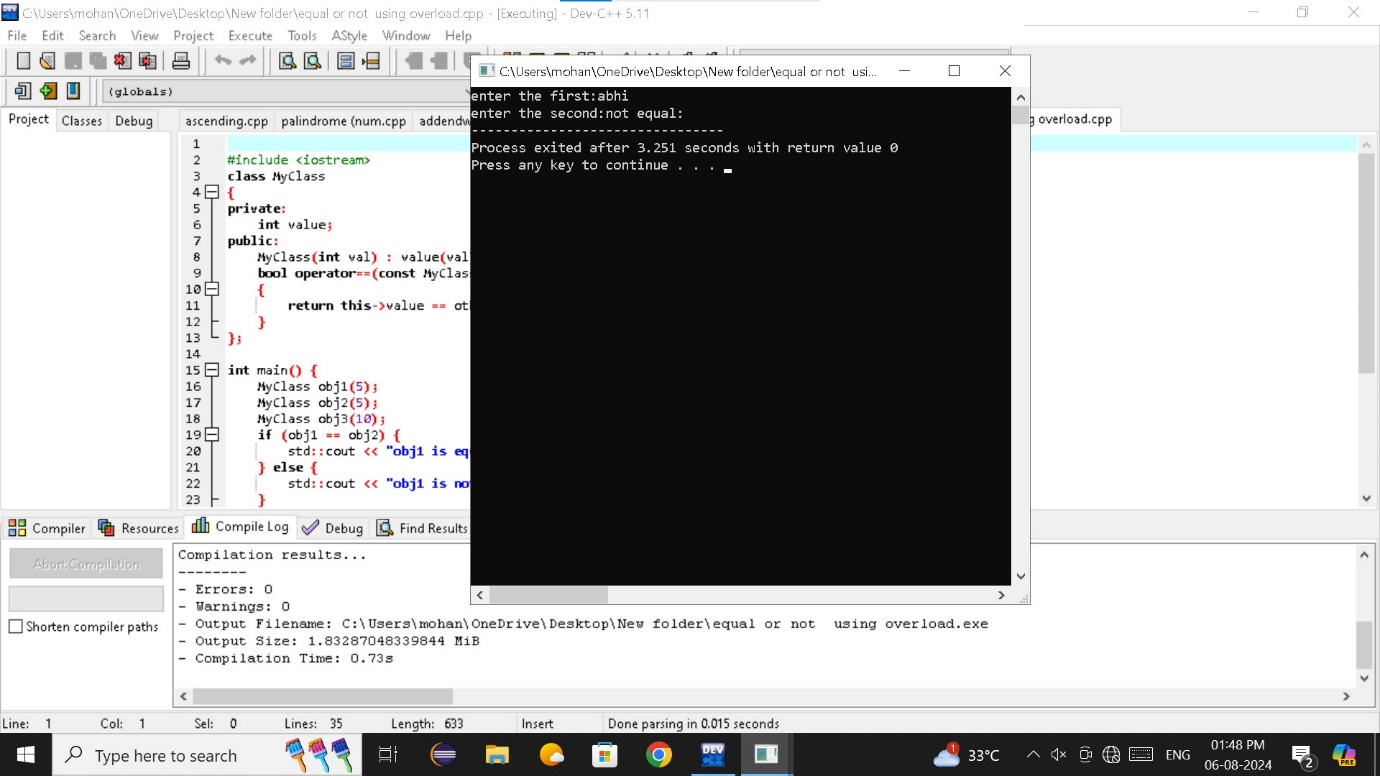 C:\Users\mohan\OneDrive\Desktop\New folder\equal or not  using overload.cpp - [Executing] - Dev-C++ 5.11
File Edit Search View Project Execute Tools AStyle Window Help
(globals)
Project Classes Debug
ascending.cpp palindrome (num.cpp addendw
g overload.cpp
C:\Users\mohan\OneDrive\Desktop\New folder\equal or not  usi...
enter the first:abhi
enter the second:not equal:
--------------------------------
Process exited after 3.251 seconds with return value 0
Press any key to continue . . .
1
2 #include <iostream>
3 class MyClass
4 {
5 private:
6     int value;
7 public:
8     MyClass(int val) : value(val
9     bool operator==(const MyClas
10     {
11         return this->value == ot
12     }
13 };
14
15 int main() {
16     MyClass obj1(5);
17     MyClass obj2(5);
18     MyClass obj3(10);
19     if (obj1 == obj2) {
20         std::cout << "obj1 is eq
21     } else {
22         std::cout << "obj1 is no
23     }
Compiler Resources Compile Log Debug Find Results
Abort Compilation
Shorten compiler paths
Compilation results...
--------
- Errors: 0
- Warnings: 0
- Output Filename: C:\Users\mohan\OneDrive\Desktop\New folder\equal or not  using overload.exe
- Output Size: 1.83287048339844 MiB
- Compilation Time: 0.73s
Line: 1 Col: 1 Sel: 0 Lines: 35 Length: 633 Insert Done parsing in 0.015 seconds
Type here to search
DEV
1
33°C
ENG
01:48 PM
06-08-2024
2
PRE